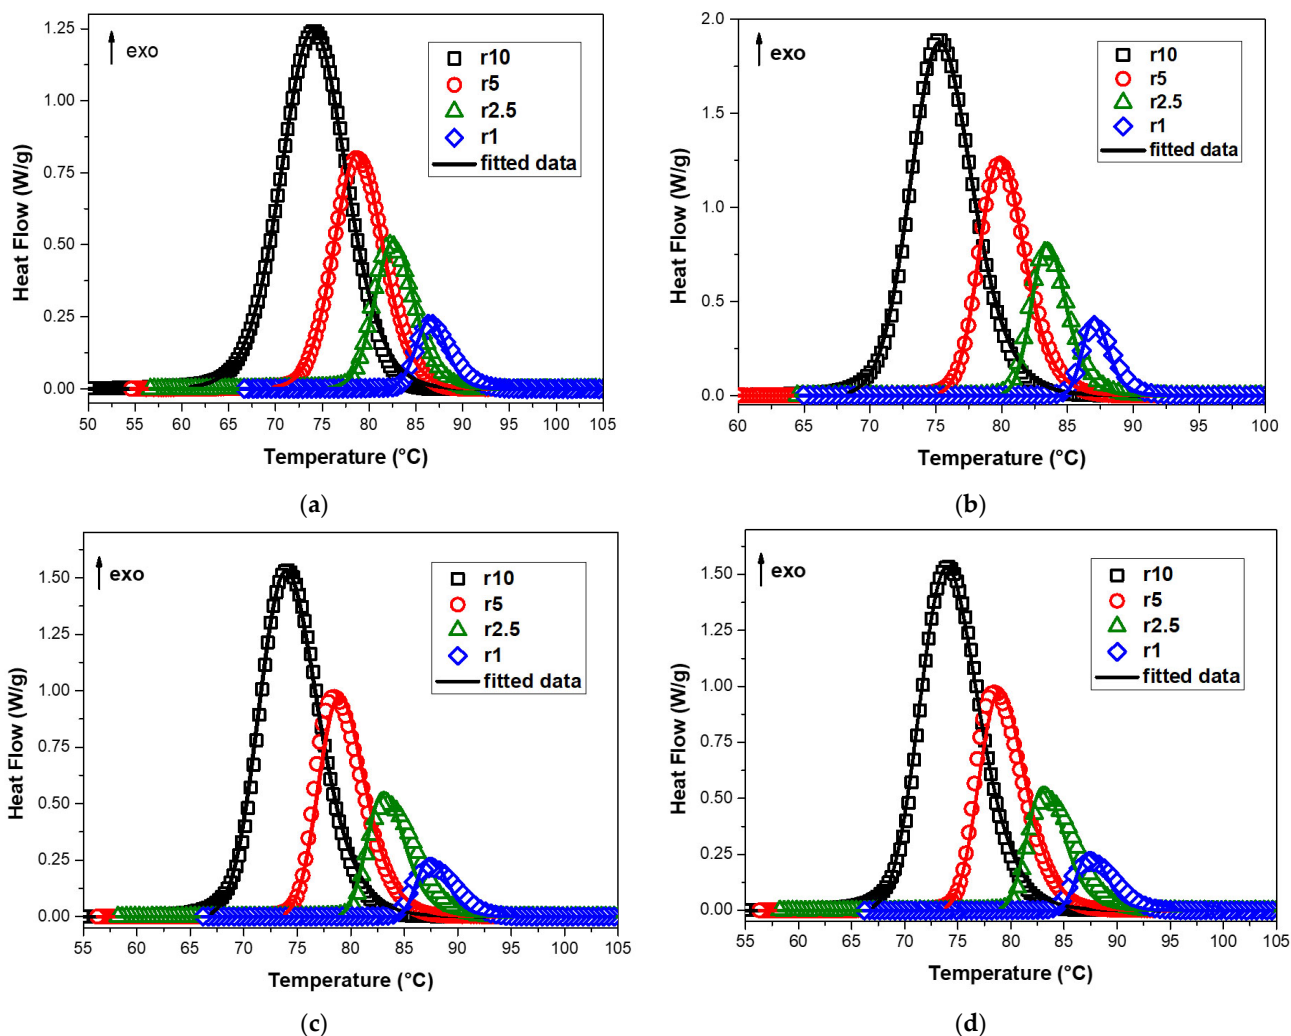 exo
r10
r5
r2.5
r1
fitted data
1.25
1.00
0.75
0.50
0.25
0.00
Heat Flow (W/g)
50 55 60 65 70 75 80 85 90 95 100 105
Temperature (°C)
(a)
exo
r10
r5
r2.5
r1
fitted data
2.0
1.5
1.0
0.5
0.0
Heat Flow (W/g)
60 65 70 75 80 85 90 95 100
Temperature (°C)
(b)
exo
r10
r5
r2.5
r1
fitted data
1.50
1.25
1.00
0.75
0.50
0.25
0.00
Heat Flow (W/g)
55 60 65 70 75 80 85 90 95 100 105
Temperature (°C)
(c)
exo
r10
r5
r2.5
r1
fitted data
1.50
1.25
1.00
0.75
0.50
0.25
0.00
Heat Flow (W/g)
55 60 65 70 75 80 85 90 95 100 105
Temperature (°C)
(d)